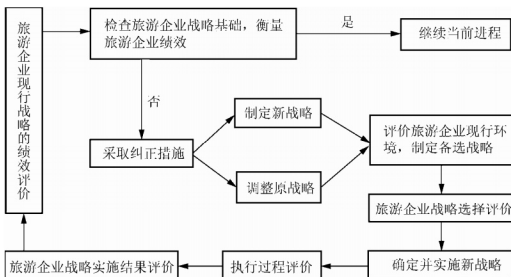 旅游企业现行战略的绩效评价
检查旅游企业战略基础，衡量
旅游企业绩效
是
继续当前进程
否
采取纠正措施
制定新战略
调整原战略
评价旅游企业现行环
境，制定备选战略
旅游企业战略选择评价
确定并实施新战略
执行过程评价
旅游企业战略实施结果评价